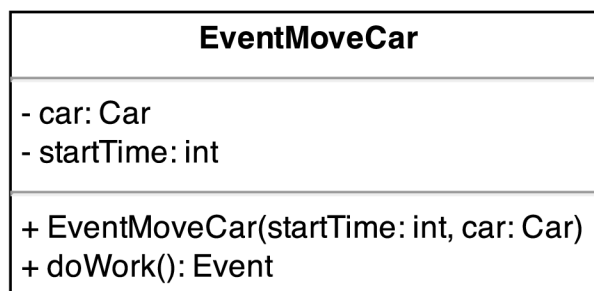 EventMoveCar
- car: Car
- startTime: int
+ EventMoveCar(startTime: int, car: Car)
+ doWork(): Event